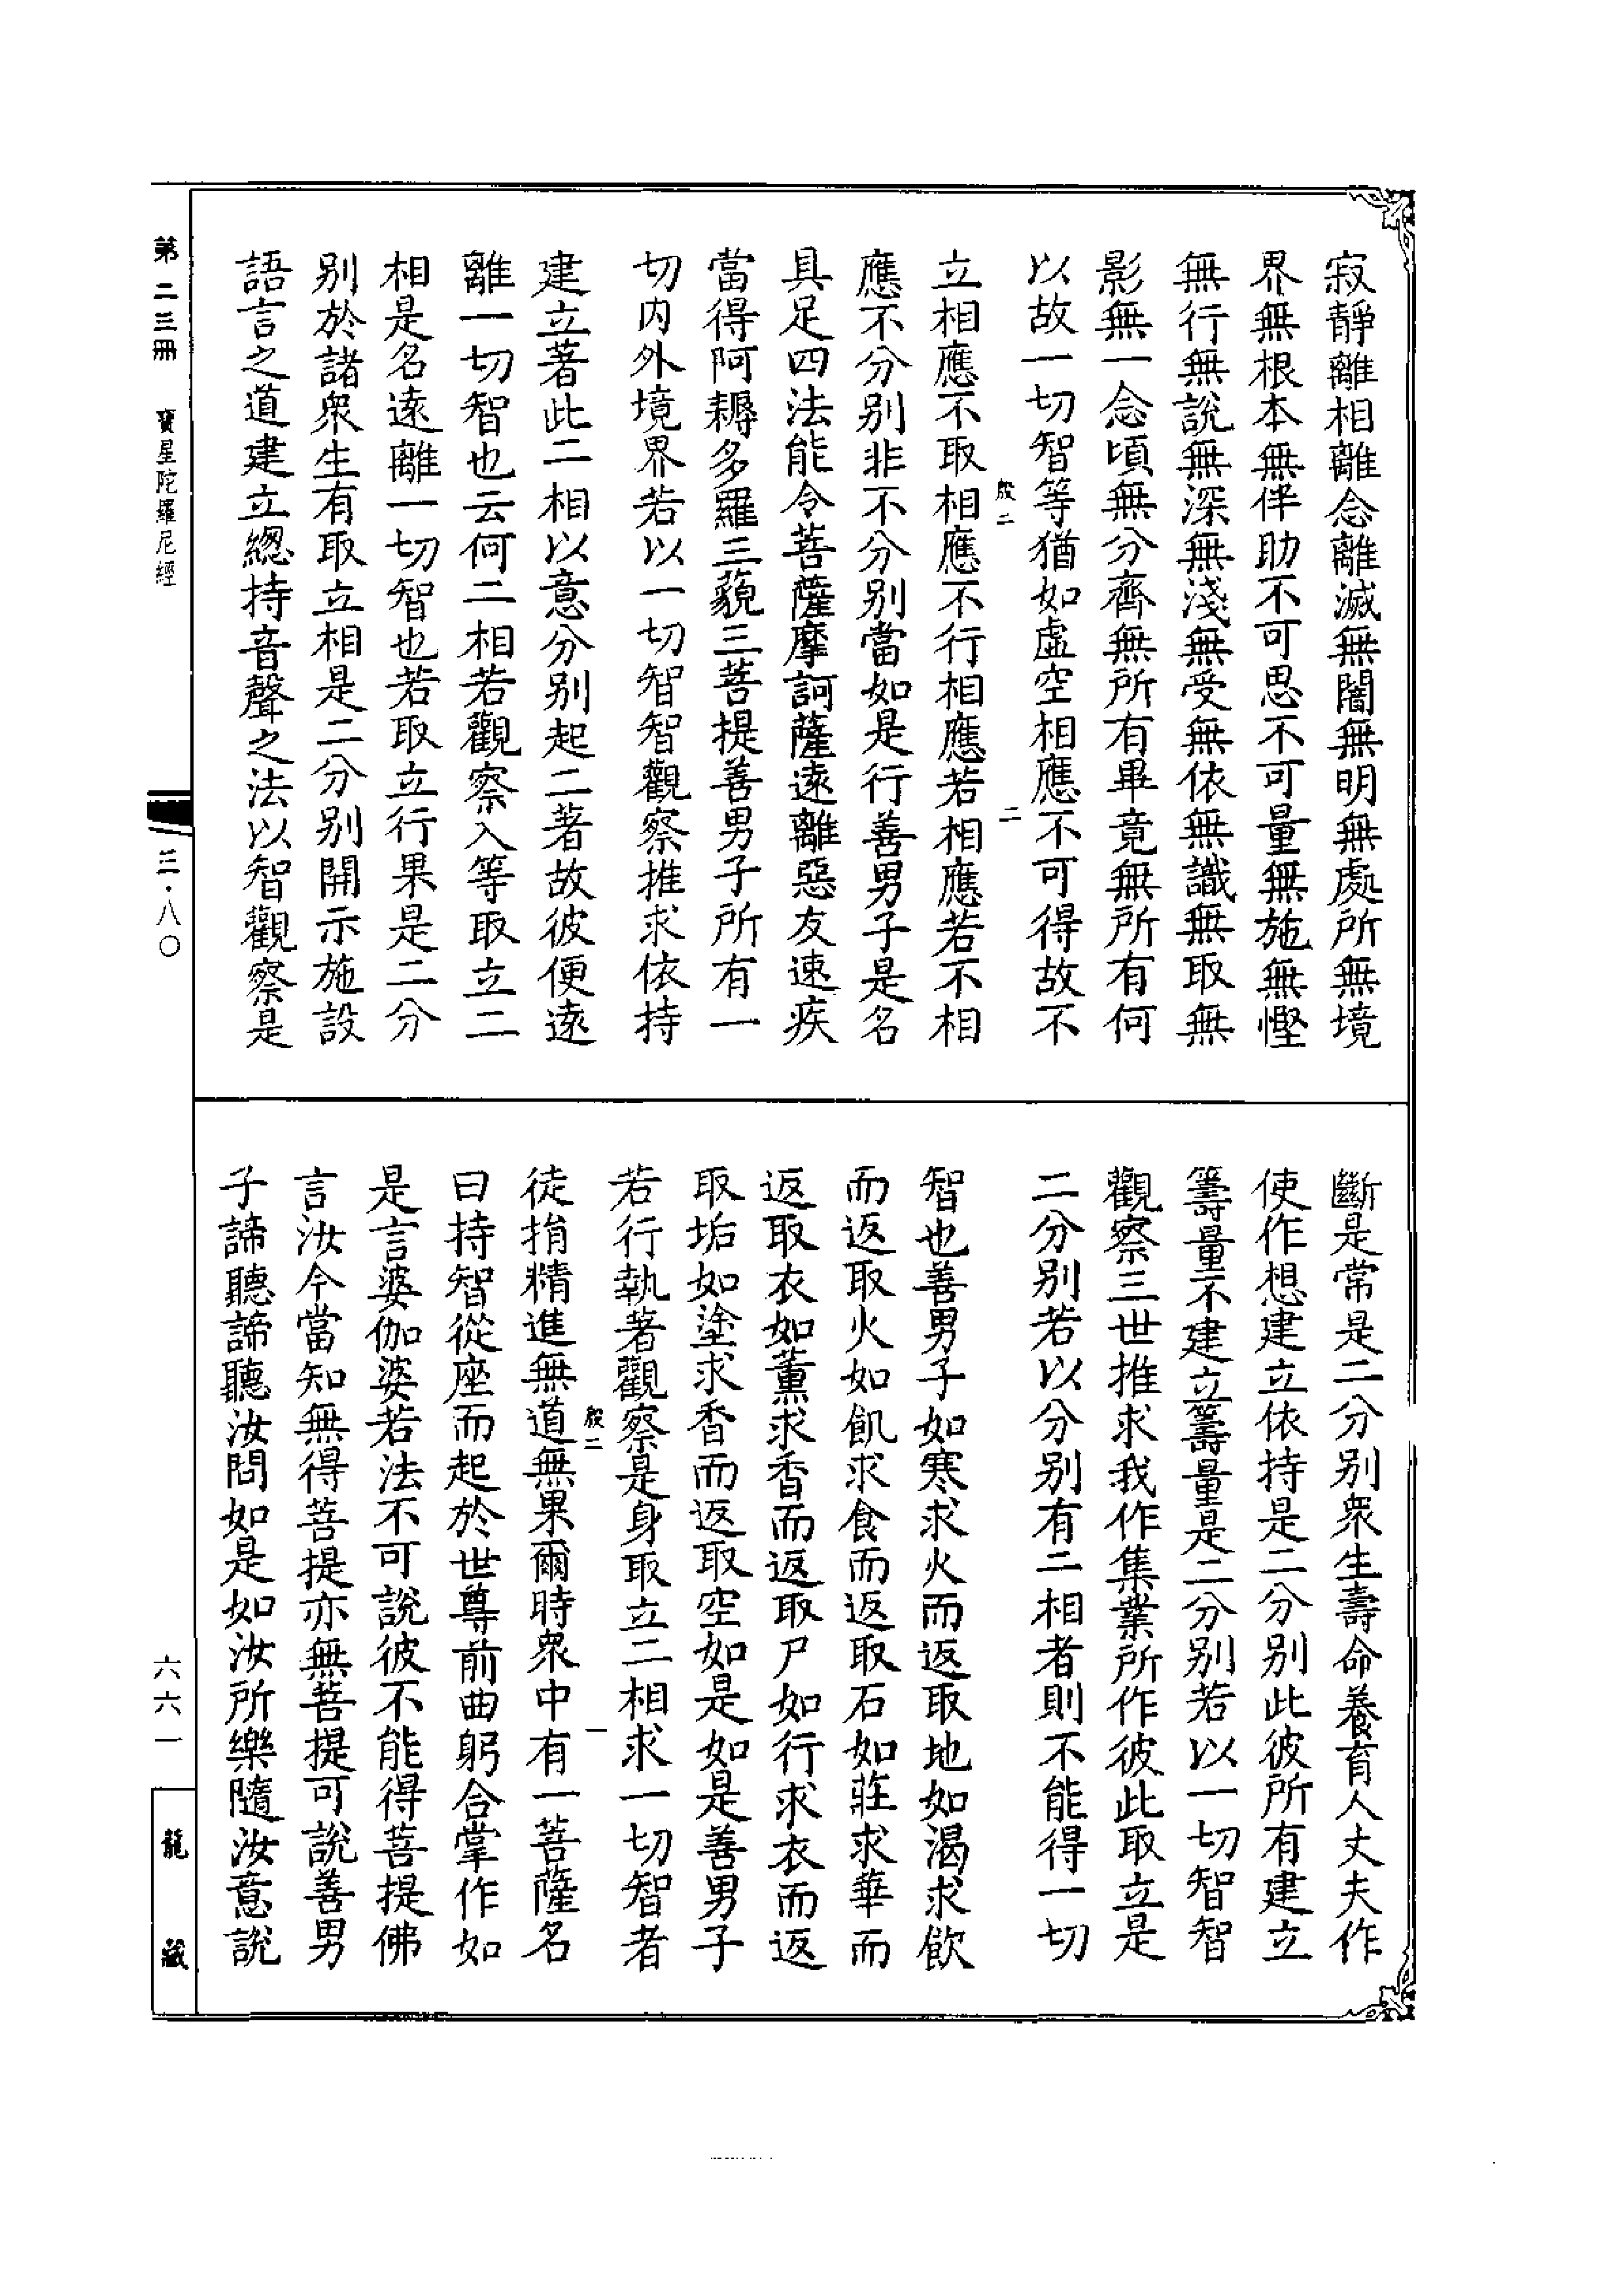 寂靜離相離念離滅無闇無明無處所無境
界無根本無伴助不可思不可量無施無慳
無行無說無深無淺無受無依無識無取無
影無一念頃無分齊無所有畢竟無所有何
以故一切智等猶如虛空相應不可得故不
殷二
二
立相應不取相應不行相應若相應若不相
應不分別非不分別當如是行善男子是名
具足四法能令菩薩摩訶薩遠離惡友速疾
當得阿耨多羅三藐三菩提善男子所有一
切內外境界若以一切智智觀察推求依持
建立著此二相以意分別起二著故彼便遠
離一切智也云何二相若觀察入等取立二
相是名遠離一切智也若取立行果是二分
別於諸衆生有取立相是二分別開示施設
語言之道建立總持音聲之法以智觀察是
斷是常是二分別衆生壽命養育人丈夫作
使作想建立依持是二分別此彼所有建立
籌量不建立籌量是二分別若以一切智智
觀察三世推求我作集業所作彼此取立是
二分別若以分別有二相者則不能得一切
智也善男子如寒求火而返取地如渴求飲
而返取火如飢求食而返取石如莊求華而
返取衣如薰求香而返取尸如行求衣而返
取垢如塗求香而返取空如是如是善男子
若行執著觀察是身取立二相求一切智者
殷二
一
徒捐精進無道無果爾時衆中有一菩薩名
曰持智從座而起於世尊前曲躬合掌作如
是言婆伽婆若法不可說彼不能得菩提佛
言汝今當知無得菩提亦無菩提可說善男
子諦聽諦聽汝問如是如汝所樂隨汝意說
第二三冊 寶星陀羅尼經
三·八〇
六六一
龍藏